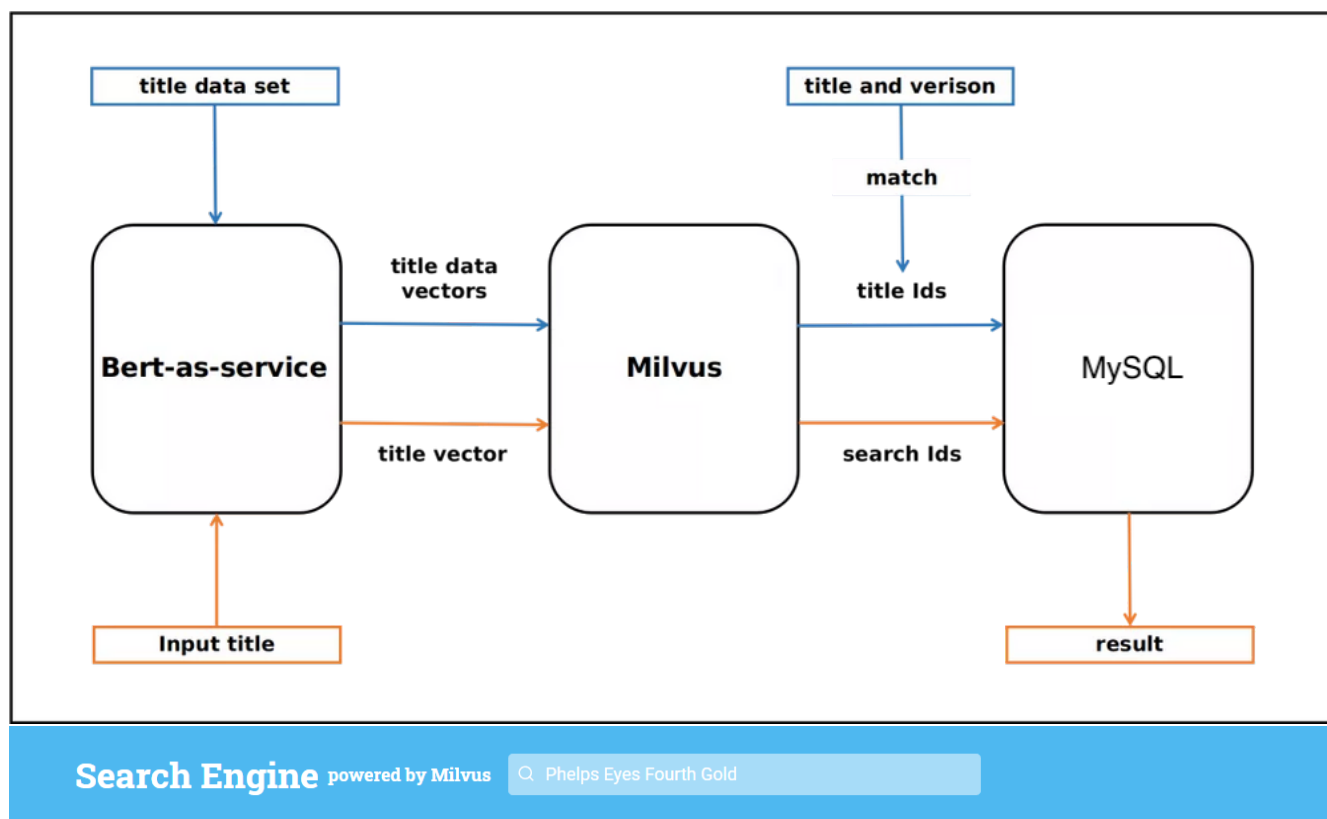 title data set
title and verison
match
title data
vectors
title Ids
Bert-as-service
Milvus
MySQL
title vector
search Ids
Input title
result
Search Engine powered by Milvus
Phelps Eyes Fourth Gold